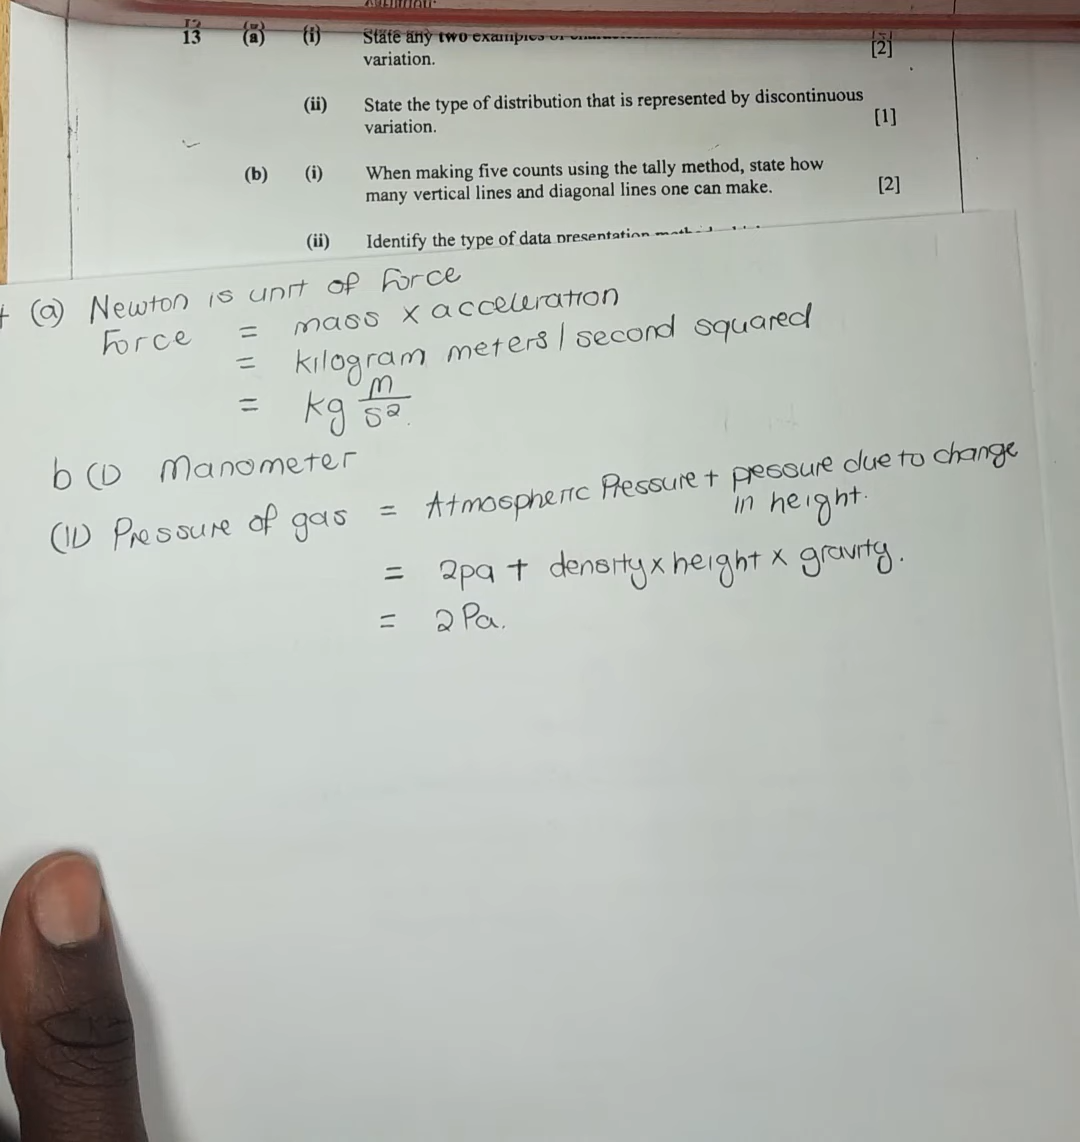 13 (a) (i) State any two examples of
variation. [2]
(ii) State the type of distribution that is represented by discontinuous
variation. [1]
(b) (i) When making five counts using the tally method, state how
many vertical lines and diagonal lines one can make. [2]
(ii) Identify the type of data presentation
(a) Newton is unit of Force
Force = mass x acceleration
= kilogram meters / second squared
= kg m/s²
b (i) Manometer
(ii) Pressure of gas = Atmospheric Pressure + pressure due to change
in height.
= 2pa + density x height x gravity.
= 2 Pa.